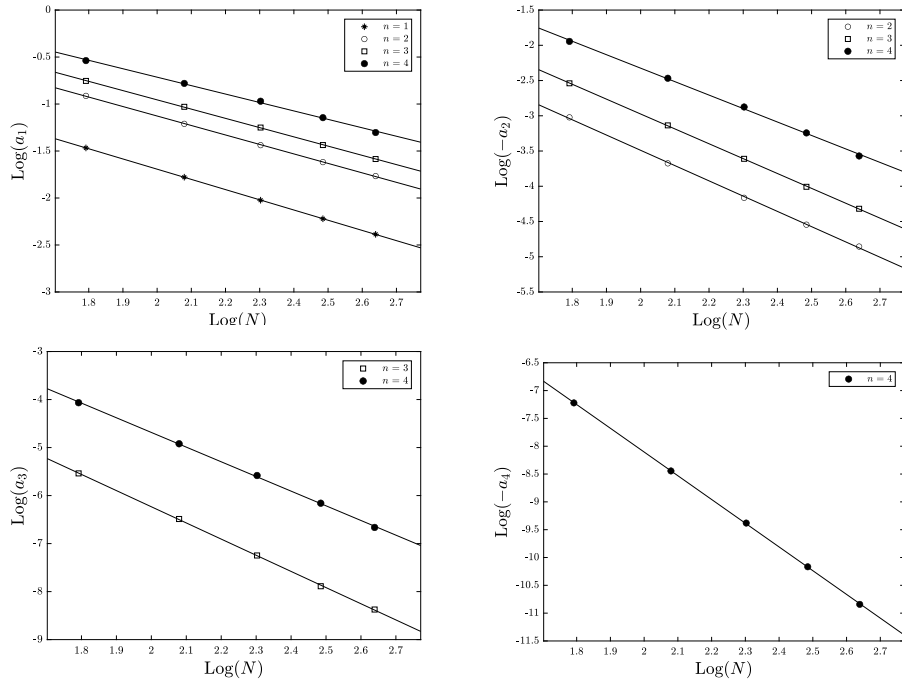 0
-0.5
-1
-1.5
-2
-2.5
-3
Log(a₁)
1.8 1.9 2 2.1 2.2 2.3 2.4 2.5 2.6 2.7
Log(N)
n = 1
n = 2
n = 3
n = 4
-1.5
-2
-2.5
-3
-3.5
-4
-4.5
-5
-5.5
Log(−a₂)
1.8 1.9 2 2.1 2.2 2.3 2.4 2.5 2.6 2.7
Log(N)
n = 2
n = 3
n = 4
-3
-4
-5
-6
-7
-8
-9
Log(a₃)
1.8 1.9 2 2.1 2.2 2.3 2.4 2.5 2.6 2.7
Log(N)
n = 3
n = 4
-6.5
-7
-7.5
-8
-8.5
-9
-9.5
-10
-10.5
-11
-11.5
Log(−a₄)
1.8 1.9 2 2.1 2.2 2.3 2.4 2.5 2.6 2.7
Log(N)
n = 4